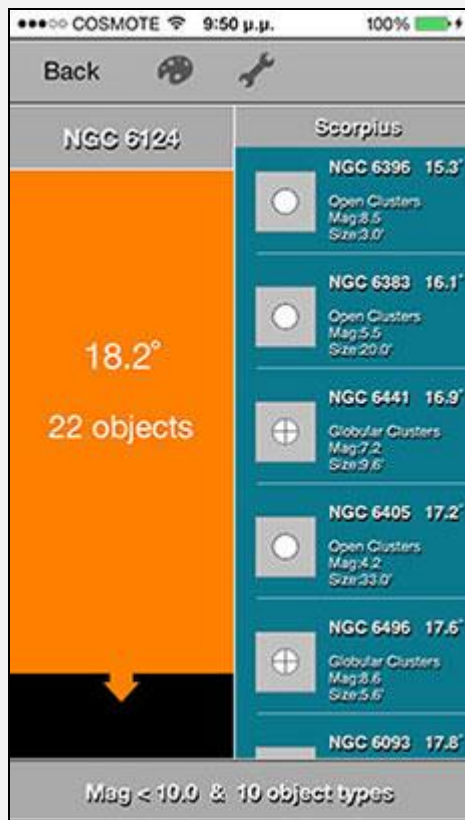 COSMOTE 9:50 μ.μ. 100%
Back
NGC 6124
18.2°
22 objects
Scorpius
NGC 6396 15.3°
Open Clusters
Mag:8.5
Size:3.0'
NGC 6383 16.1°
Open Clusters
Mag:5.5
Size:20.0'
NGC 6441 16.9°
Globular Clusters
Mag:7.2
Size:9.6'
NGC 6405 17.2°
Open Clusters
Mag:4.2
Size:33.0'
NGC 6496 17.6°
Globular Clusters
Mag:8.6
Size:5.6'
NGC 6093 17.8°
Mag < 10.0 & 10 object types